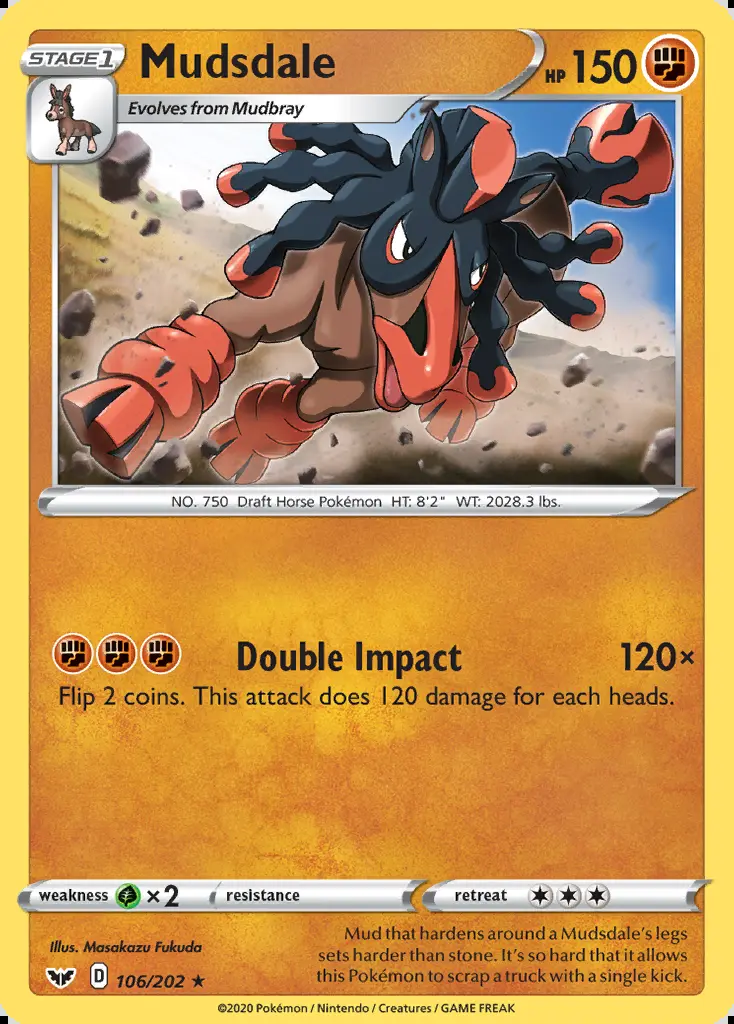 STAGE 1
Mudsdale
HP 150
Evolves from Mudbray
NO. 750 Draft Horse Pokémon HT: 8'2" WT: 2028.3 lbs.
Double Impact 120×
Flip 2 coins. This attack does 120 damage for each heads.
weakness ×2 resistance retreat
Illus. Masakazu Fukuda
Mud that hardens around a Mudsdale's legs
sets harder than stone. It's so hard that it allows
this Pokémon to scrap a truck with a single kick.
D 106/202 ★
©2020 Pokémon / Nintendo / Creatures / GAME FREAK